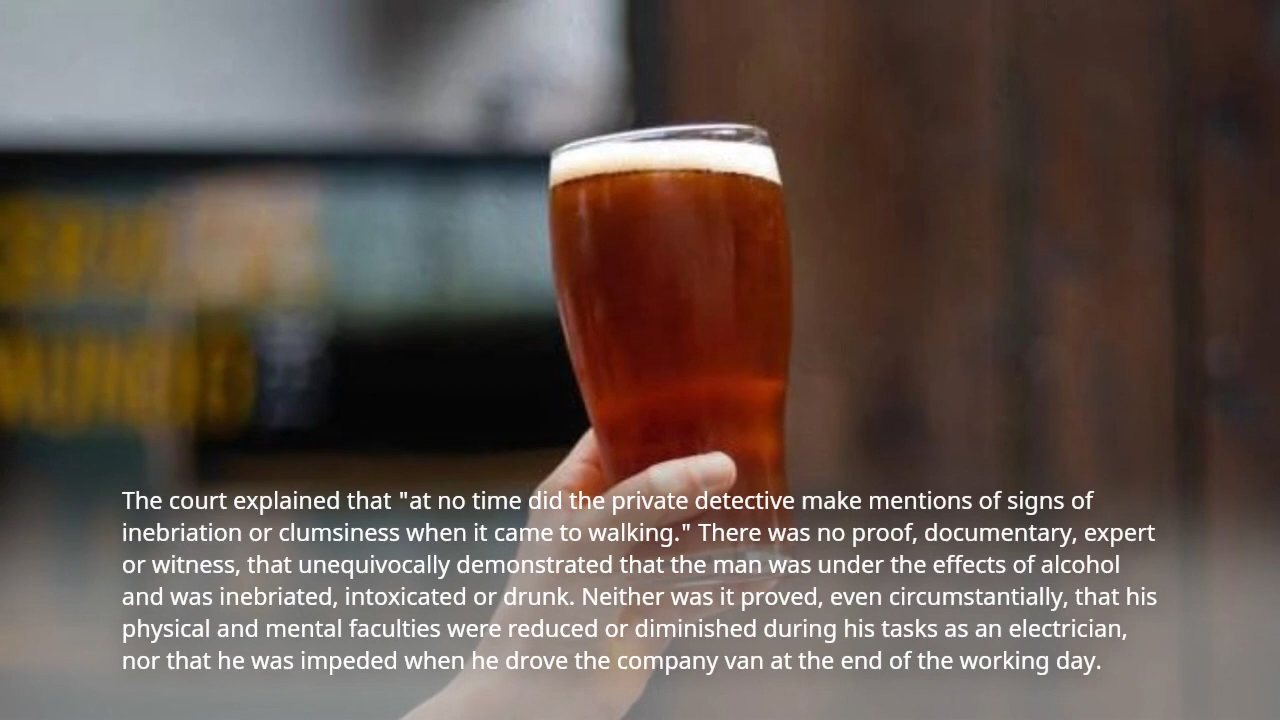 The court explained that "at no time did the private detective make mentions of signs of
inebriation or clumsiness when it came to walking." There was no proof, documentary, expert
or witness, that unequivocally demonstrated that the man was under the effects of alcohol
and was inebriated, intoxicated or drunk. Neither was it proved, even circumstantially, that his
physical and mental faculties were reduced or diminished during his tasks as an electrician,
nor that he was impeded when he drove the company van at the end of the working day.